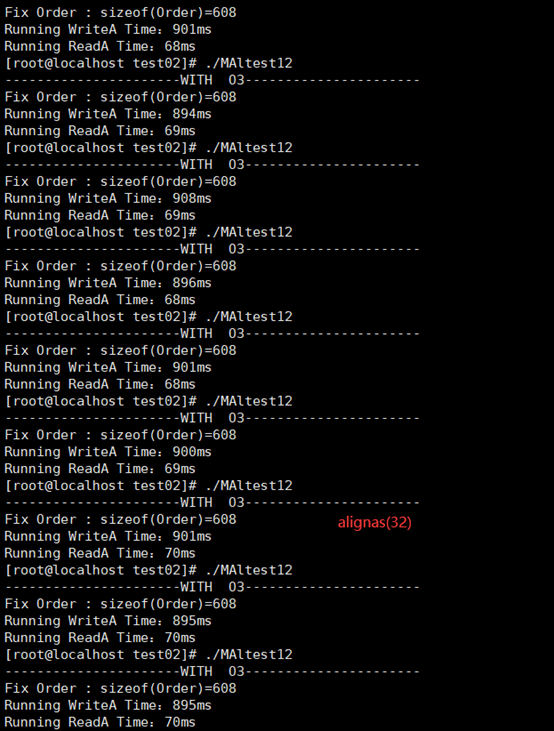 Fix Order : sizeof(Order)=608
Running WriteA Time：901ms
Running ReadA Time：68ms
[root@localhost test02]# ./MAltest12
----------------------WITH  O3----------------------
Fix Order : sizeof(Order)=608
Running WriteA Time：894ms
Running ReadA Time：69ms
[root@localhost test02]# ./MAltest12
----------------------WITH  O3----------------------
Fix Order : sizeof(Order)=608
Running WriteA Time：908ms
Running ReadA Time：69ms
[root@localhost test02]# ./MAltest12
----------------------WITH  O3----------------------
Fix Order : sizeof(Order)=608
Running WriteA Time：896ms
Running ReadA Time：68ms
[root@localhost test02]# ./MAltest12
----------------------WITH  O3----------------------
Fix Order : sizeof(Order)=608
Running WriteA Time：901ms
Running ReadA Time：68ms
[root@localhost test02]# ./MAltest12
----------------------WITH  O3----------------------
Fix Order : sizeof(Order)=608
Running WriteA Time：900ms
Running ReadA Time：69ms
[root@localhost test02]# ./MAltest12
----------------------WITH  O3----------------------
Fix Order : sizeof(Order)=608
alignas(32)
Running WriteA Time：901ms
Running ReadA Time：70ms
[root@localhost test02]# ./MAltest12
----------------------WITH  O3----------------------
Fix Order : sizeof(Order)=608
Running WriteA Time：895ms
Running ReadA Time：70ms
[root@localhost test02]# ./MAltest12
----------------------WITH  O3----------------------
Fix Order : sizeof(Order)=608
Running WriteA Time：895ms
Running ReadA Time：70ms